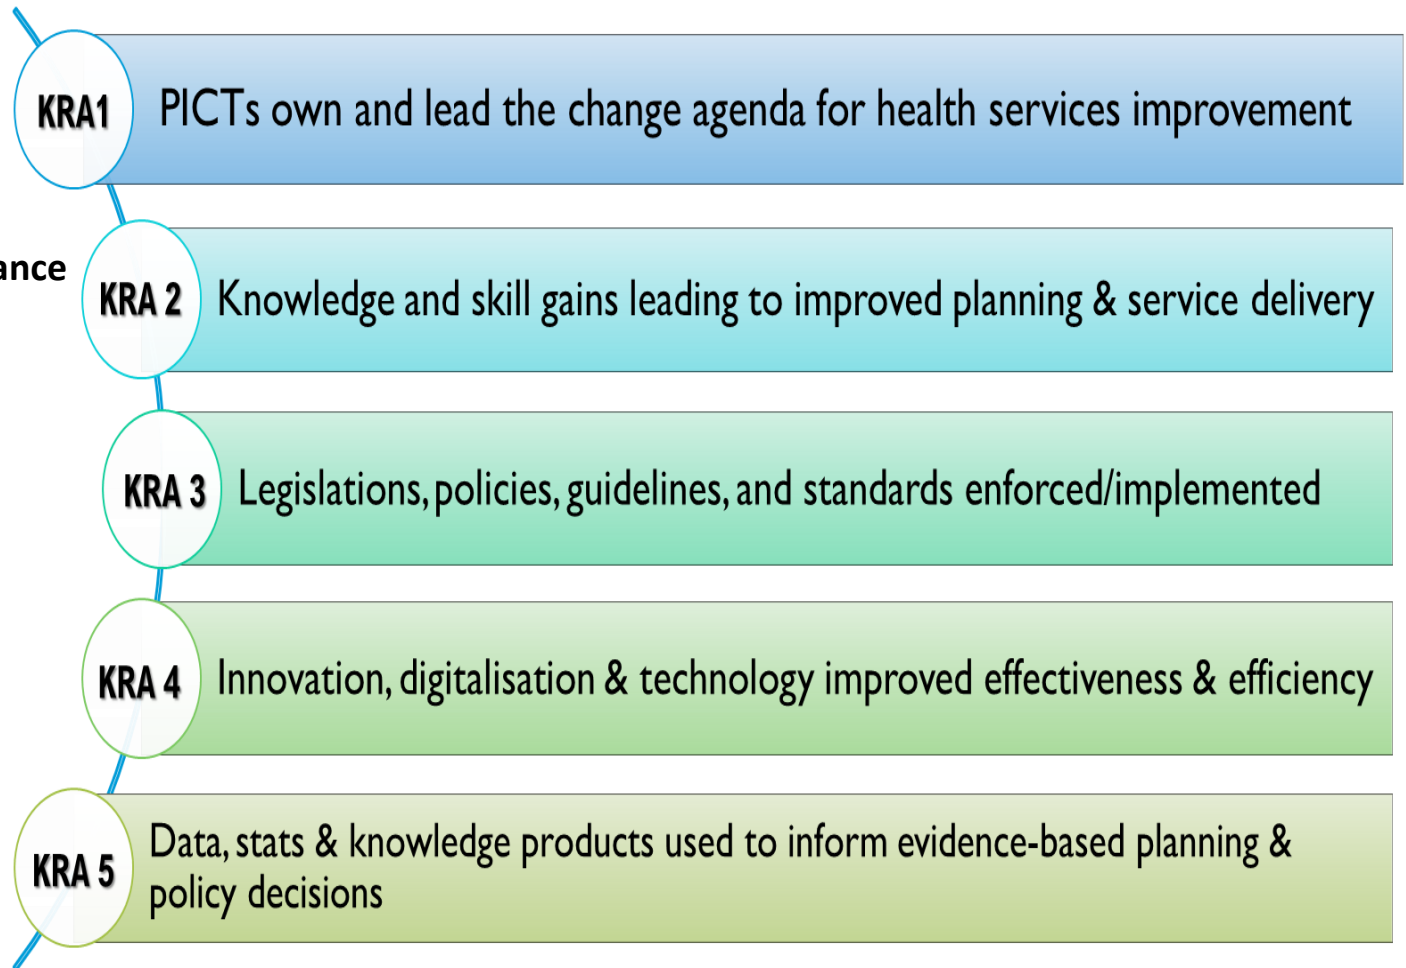 KRA1
PICTs own and lead the change agenda for health services improvement
ance
KRA 2
Knowledge and skill gains leading to improved planning & service delivery
KRA 3
Legislations, policies, guidelines, and standards enforced/implemented
KRA 4
Innovation, digitalisation & technology improved effectiveness & efficiency
KRA 5
Data, stats & knowledge products used to inform evidence-based planning &
policy decisions